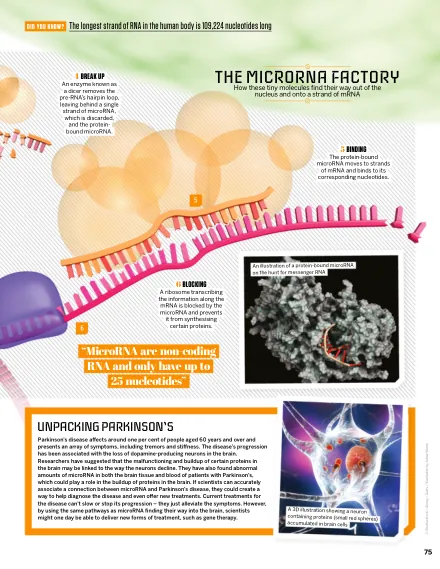 DID YOU KNOW? The longest strand of RNA in the human body is 109,224 nucleotides long
THE MICRORNA FACTORY
How these tiny molecules find their way out of the
nucleus and onto a strand of mRNA
BREAK UP
An enzyme known as
a dicer removes the
pre-RNA's hairpin loop,
leaving behind a single
strand of microRNA,
which is discarded,
and the protein-
bound microRNA.
5 BINDING
The protein-bound
microRNA moves to strands
of mRNA and binds to its
corresponding nucleotides.
5
An illustration of a protein-bound microRNA
on the hunt for messenger RNA
6 BLOCKING
A ribosome transcribing
the information along the
mRNA is blocked by the
microRNA and prevents
it from synthesising
certain proteins.
6
"MicroRNA are non-coding
RNA and only have up to
25 nucleotides"
UNPACKING PARKINSON'S
Parkinson's disease affects around one per cent of people aged 60 years and over and
presents an array of symptoms, including tremors and stiffness. The disease's progression
has been associated with the loss of dopamine-producing neurons in the brain.
Researchers have suggested that the malfunctioning and buildup of certain proteins in
the brain may be linked to the way the neurons decline. They have also found abnormal
amounts of microRNA in both the brain tissue and blood of patients with Parkinson's,
which could play a role in the buildup of proteins in the brain. If scientists can accurately
associate a connection between microRNA and Parkinson's disease, they could create a
way to help diagnose the disease and even offer new treatments. Current treatments for
the disease can't slow or stop its progression – they just alleviate the symptoms. However,
by using the same pathways as microRNA finding their way into the brain, scientists
might one day be able to deliver new forms of treatment, such as gene therapy.
A 3D illustration showing a neuron
containing proteins (small red spheres)
accumulated in brain cells
75